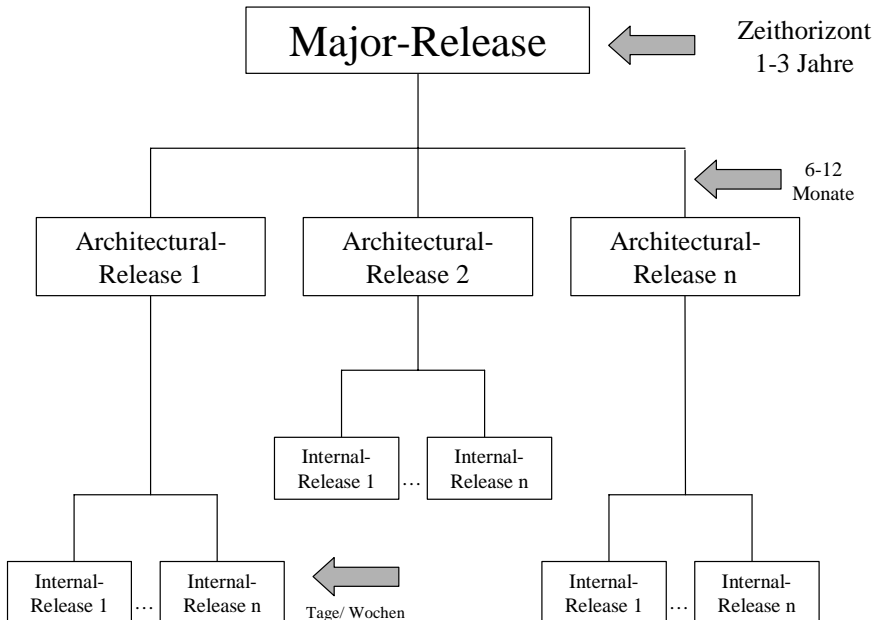 Major-Release
Zeithorizont
1-3 Jahre
6-12
Monate
Architectural-
Release 1
Architectural-
Release 2
Architectural-
Release n
Internal-
Release 1
...
Internal-
Release n
Internal-
Release 1
...
Internal-
Release n
Tage/ Wochen
Internal-
Release 1
...
Internal-
Release n